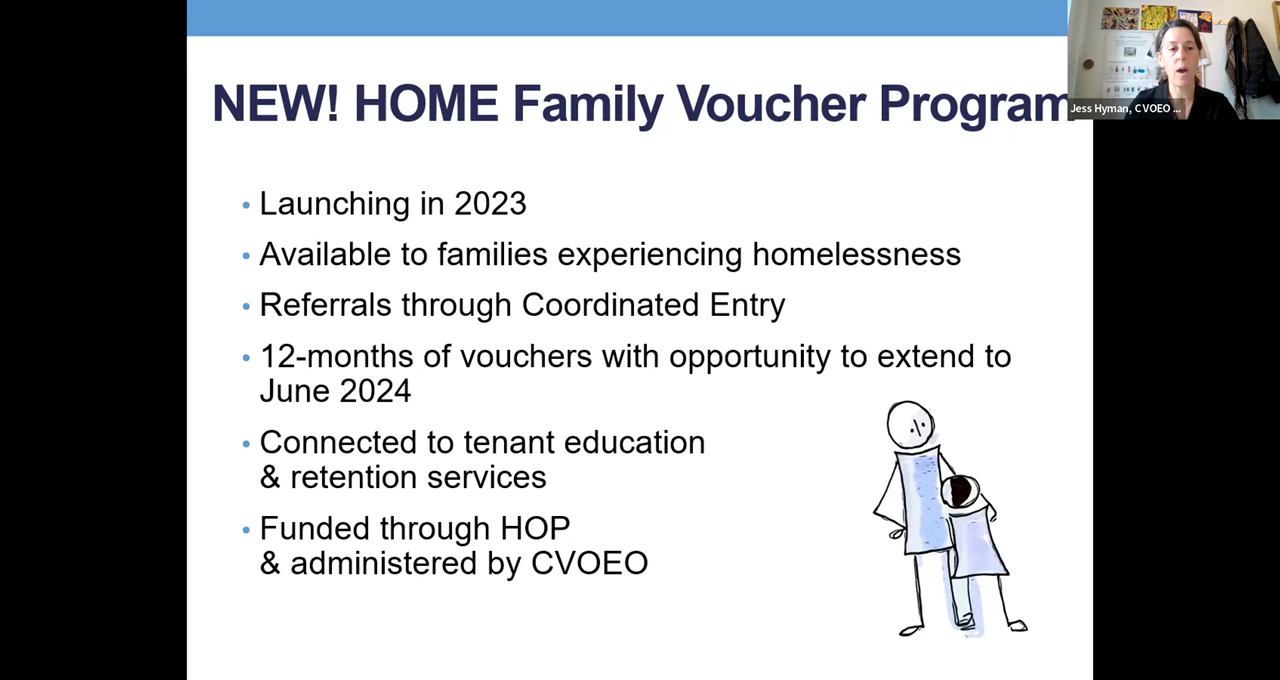 NEW! HOME Family Voucher Program
Jess Hyman, CVOEO ...
• Launching in 2023
• Available to families experiencing homelessness
• Referrals through Coordinated Entry
• 12-months of vouchers with opportunity to extend to
June 2024
• Connected to tenant education
& retention services
• Funded through HOP
& administered by CVOEO